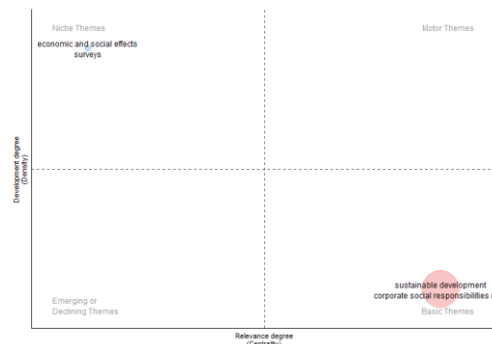 Niche Themes
Motor Themes
economic and social effects
surveys
Development degree
(Density)
sustainable development
corporate social responsibilities
Emerging or
Declining Themes
Basic Themes
Relevance degree
(Centrality)